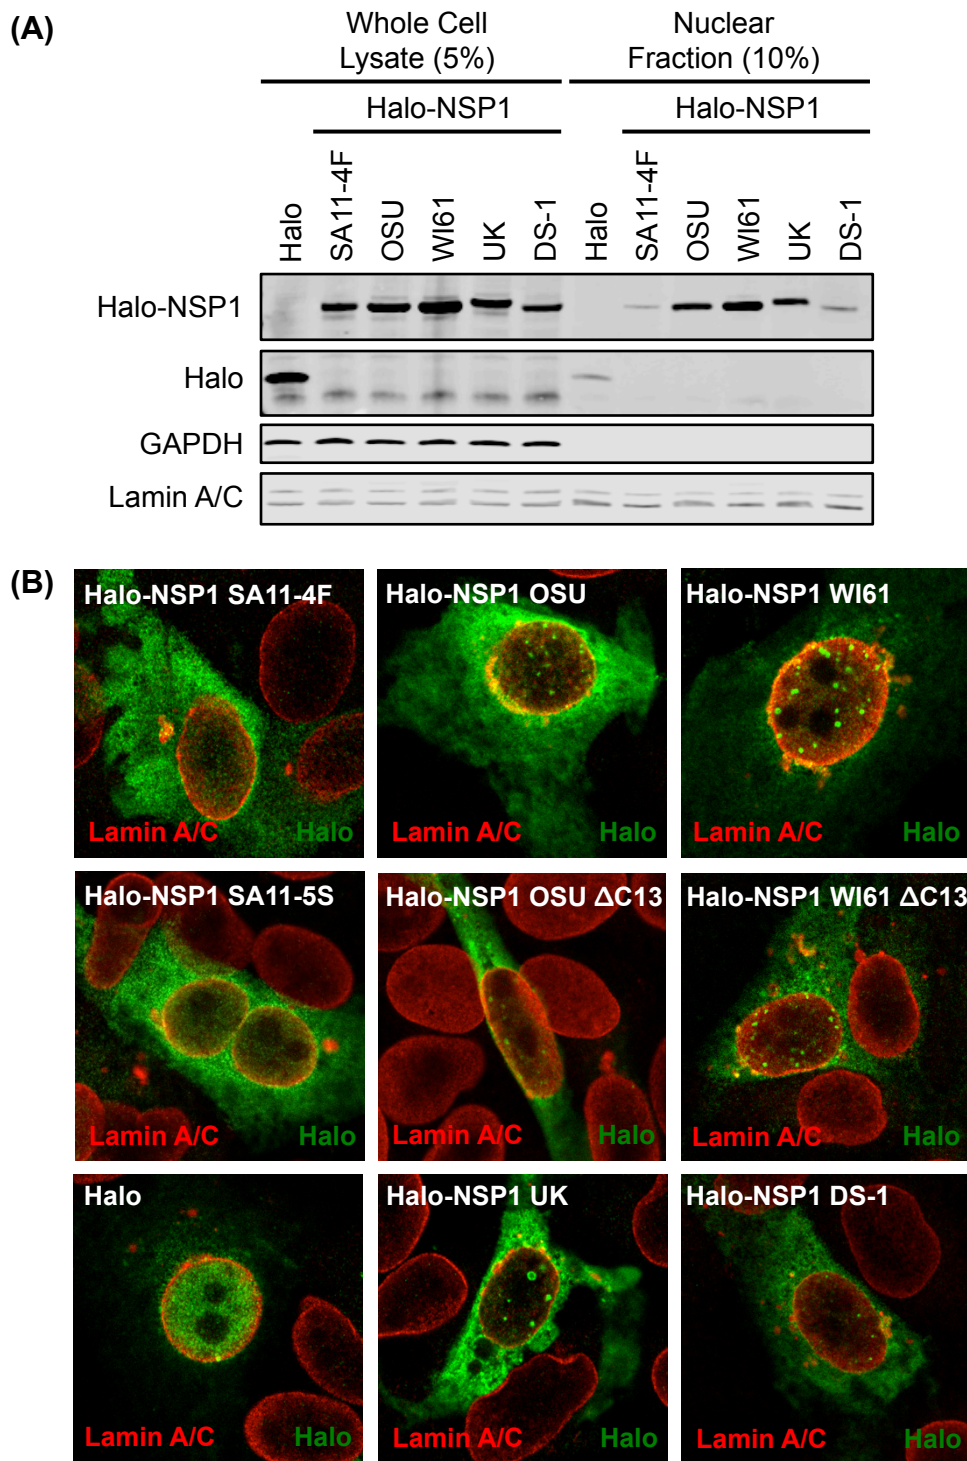 (A)
Whole Cell
Lysate (5%)
Nuclear
Fraction (10%)
Halo-NSP1
Halo-NSP1
Halo
SA11-4F
OSU
WI61
UK
DS-1
Halo
SA11-4F
OSU
WI61
UK
DS-1
Halo-NSP1
Halo
GAPDH
Lamin A/C
(B)
Halo-NSP1 SA11-4F
Lamin A/C Halo
Halo-NSP1 OSU
Lamin A/C Halo
Halo-NSP1 WI61
Lamin A/C Halo
Halo-NSP1 SA11-5S
Lamin A/C Halo
Halo-NSP1 OSU ΔC13
Lamin A/C Halo
Halo-NSP1 WI61 ΔC13
Lamin A/C Halo
Halo
Lamin A/C Halo
Halo-NSP1 UK
Lamin A/C Halo
Halo-NSP1 DS-1
Lamin A/C Halo